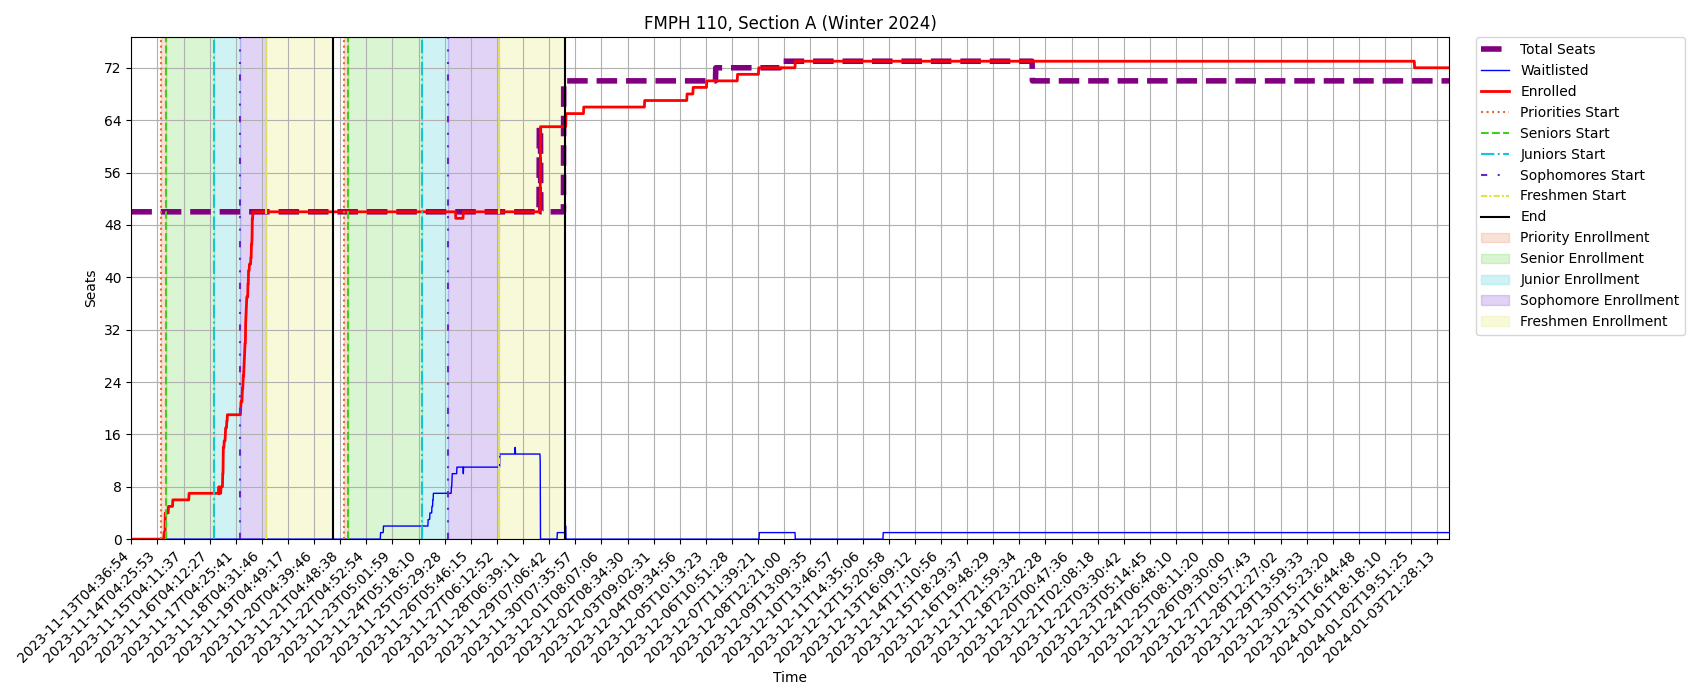 FMPH 110, Section A (Winter 2024)
Seats
72
64
56
48
40
32
24
16
8
0
2023-11-13T04:36:54
2023-11-14T04:25:53
2023-11-15T04:11:37
2023-11-16T04:12:27
2023-11-17T04:25:41
2023-11-18T04:31:46
2023-11-19T04:49:17
2023-11-20T04:39:46
2023-11-21T04:48:38
2023-11-22T04:52:54
2023-11-23T05:01:59
2023-11-24T05:18:10
2023-11-25T05:29:28
2023-11-26T05:46:15
2023-11-27T06:12:52
2023-11-28T06:39:11
2023-11-29T07:06:42
2023-11-30T07:35:57
2023-12-01T08:07:06
2023-12-02T08:34:30
2023-12-03T09:02:31
2023-12-04T09:34:56
2023-12-05T10:13:23
2023-12-06T10:51:28
2023-12-07T11:39:21
2023-12-08T12:21:00
2023-12-09T13:09:35
2023-12-10T13:46:57
2023-12-11T14:35:06
2023-12-12T15:20:58
2023-12-13T16:09:12
2023-12-14T17:10:56
2023-12-15T18:29:37
2023-12-16T19:48:29
2023-12-17T21:59:34
2023-12-18T23:22:28
2023-12-20T00:47:36
2023-12-21T02:08:18
2023-12-22T03:30:42
2023-12-23T05:14:45
2023-12-24T06:48:10
2023-12-25T08:11:20
2023-12-26T09:30:00
2023-12-27T10:57:43
2023-12-28T12:27:02
2023-12-29T13:59:33
2023-12-30T15:23:20
2023-12-31T16:44:48
2024-01-01T18:18:10
2024-01-02T19:51:25
2024-01-03T21:28:13
Time
Total Seats
Waitlisted
Enrolled
Priorities Start
Seniors Start
Juniors Start
Sophomores Start
Freshmen Start
End
Priority Enrollment
Senior Enrollment
Junior Enrollment
Sophomore Enrollment
Freshmen Enrollment